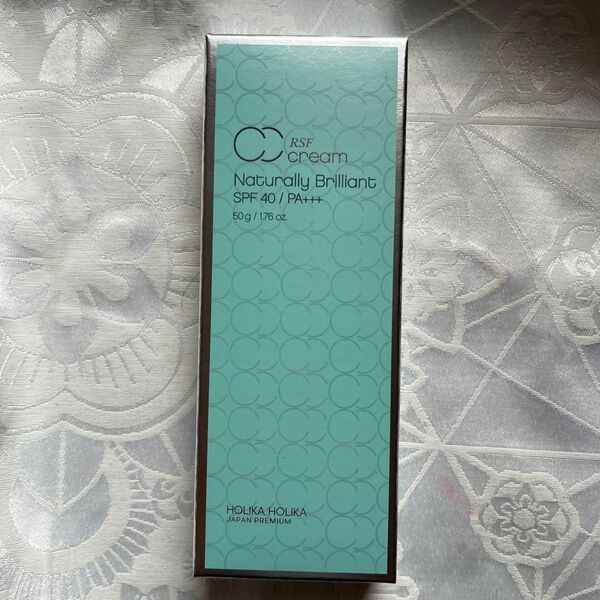 CC RSF
cream
Naturally Brilliant
SPF 40 / PA+++
50 g / 1.76 oz.
HOLIKA HOLIKA
JAPAN PREMIUM